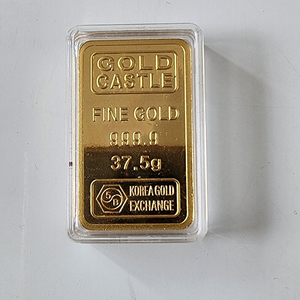 GOLD
CASTLE
FINE GOLD
999.9
37.5g
KOREA GOLD
EXCHANGE